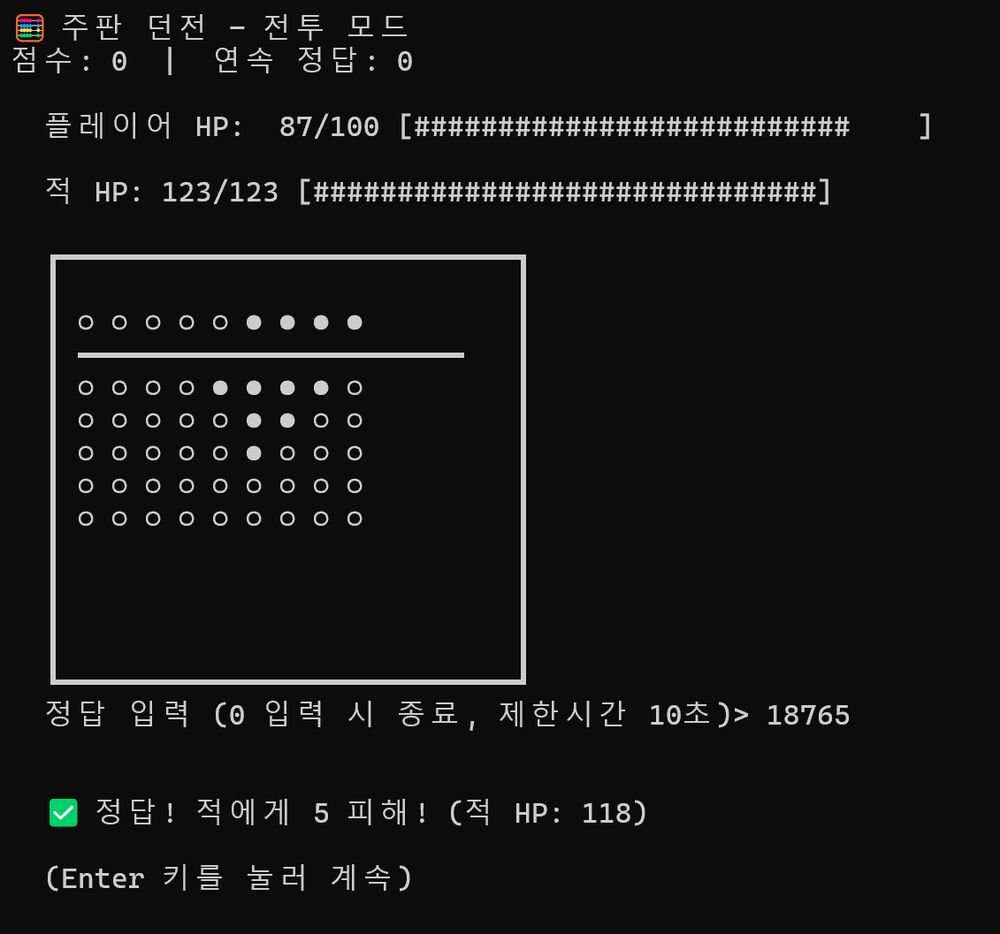 🧮 주판 던전 - 전투 모드
점수: 0 | 연속 정답: 0
플레이어 HP: 87/100 [##########################    ]
적 HP: 123/123 [##############################]
○ ○ ○ ○ ○ ● ● ● ●
○ ○ ○ ○ ● ● ● ● ○
○ ○ ○ ○ ○ ● ● ○ ○
○ ○ ○ ○ ○ ● ○ ○ ○
○ ○ ○ ○ ○ ○ ○ ○ ○
○ ○ ○ ○ ○ ○ ○ ○ ○
정답 입력 (0 입력 시 종료, 제한시간 10초)> 18765
✅ 정답! 적에게 5 피해! (적 HP: 118)
(Enter 키를 눌러 계속)